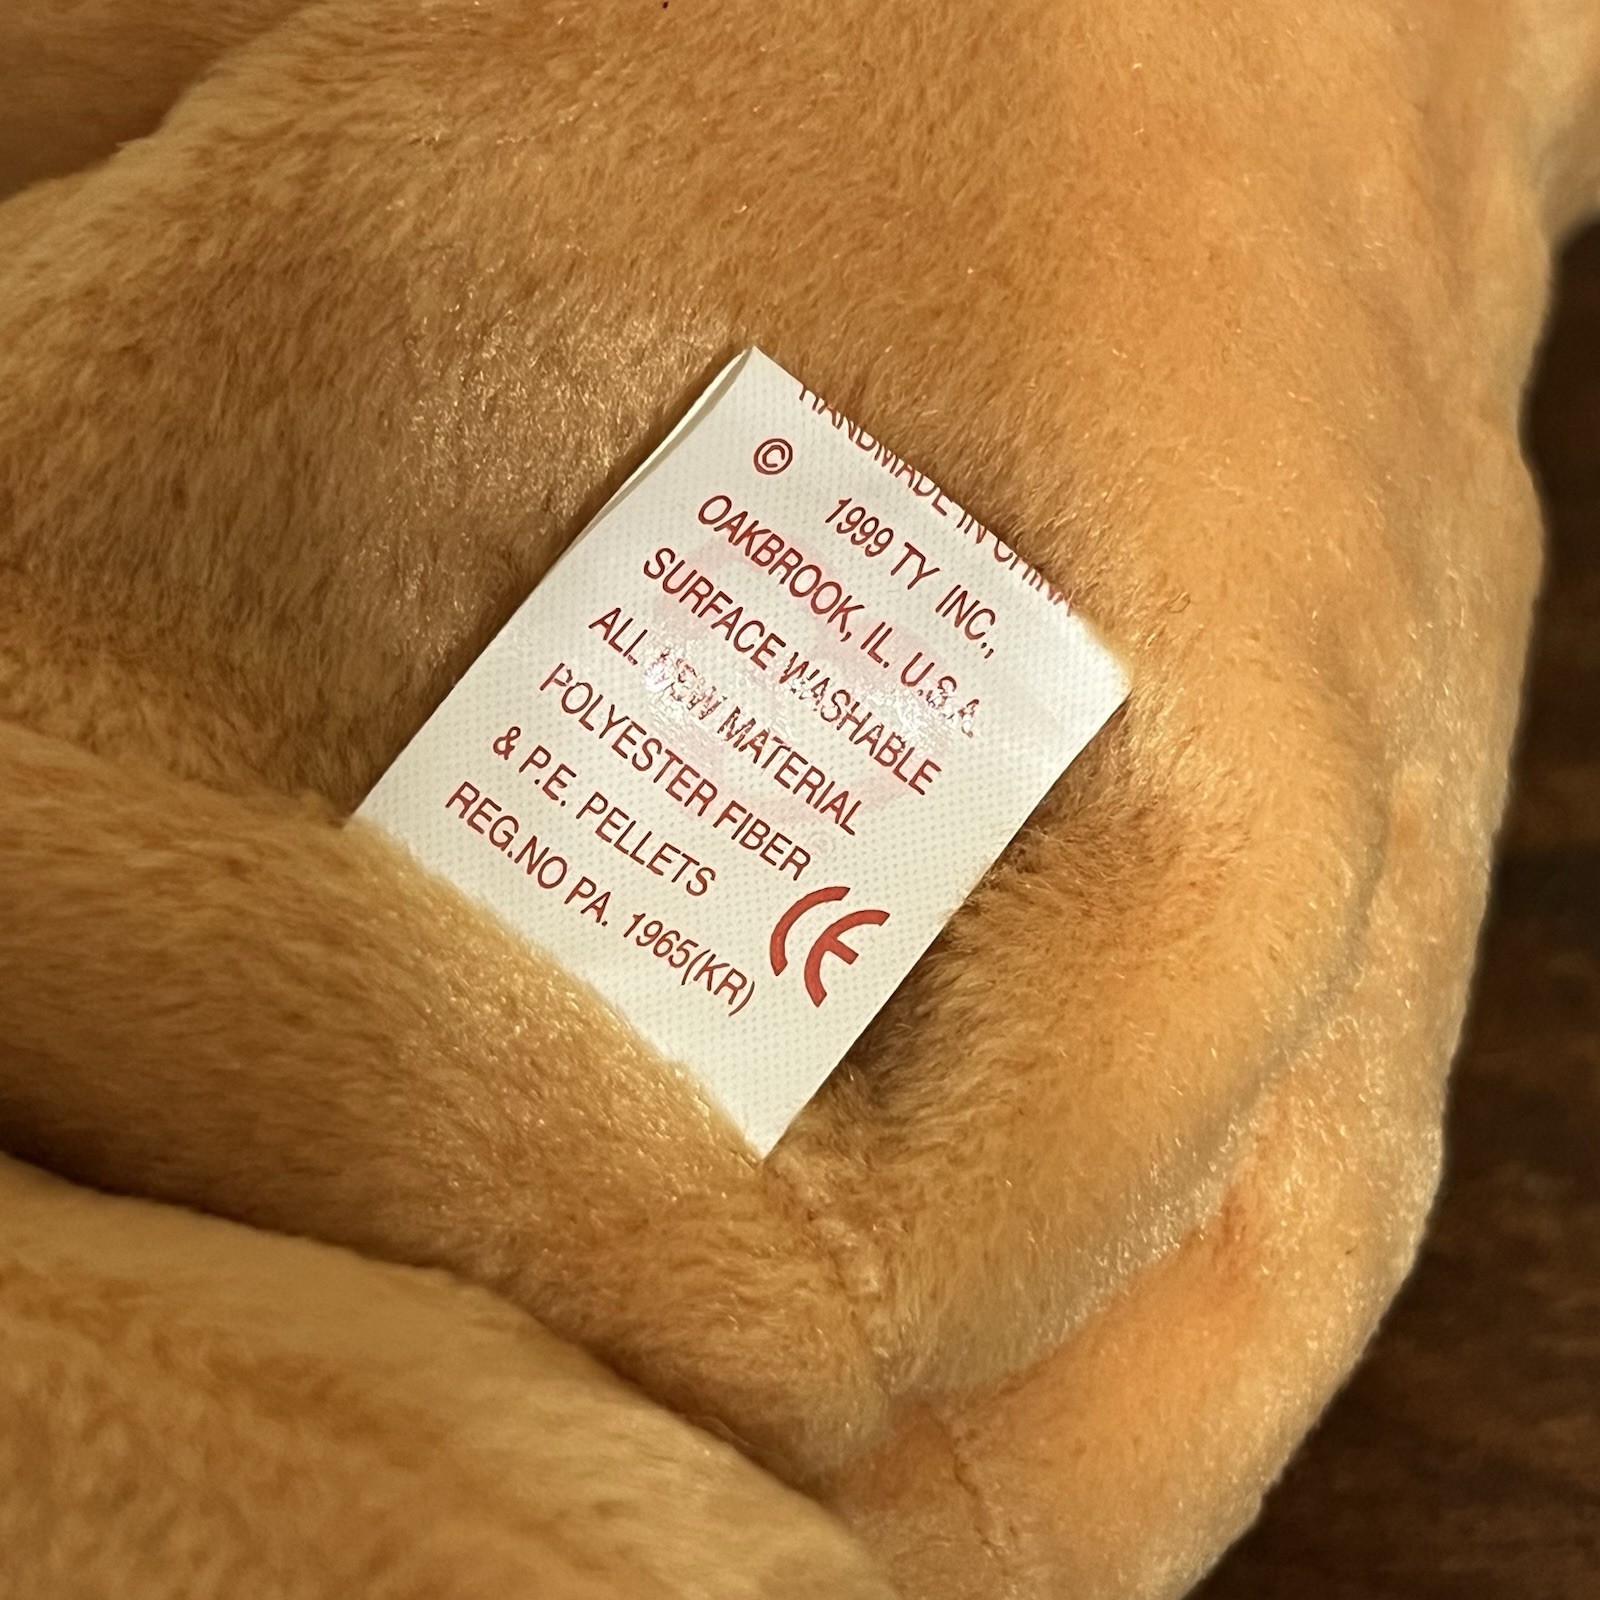 HANDMADE IN CHINA
© 1999 TY INC.,
OAKBROOK, IL. U.S.A.
SURFACE WASHABLE
ALL NEW MATERIAL
POLYESTER FIBER
& P.E. PELLETS CE
REG.NO PA. 1965(KR)